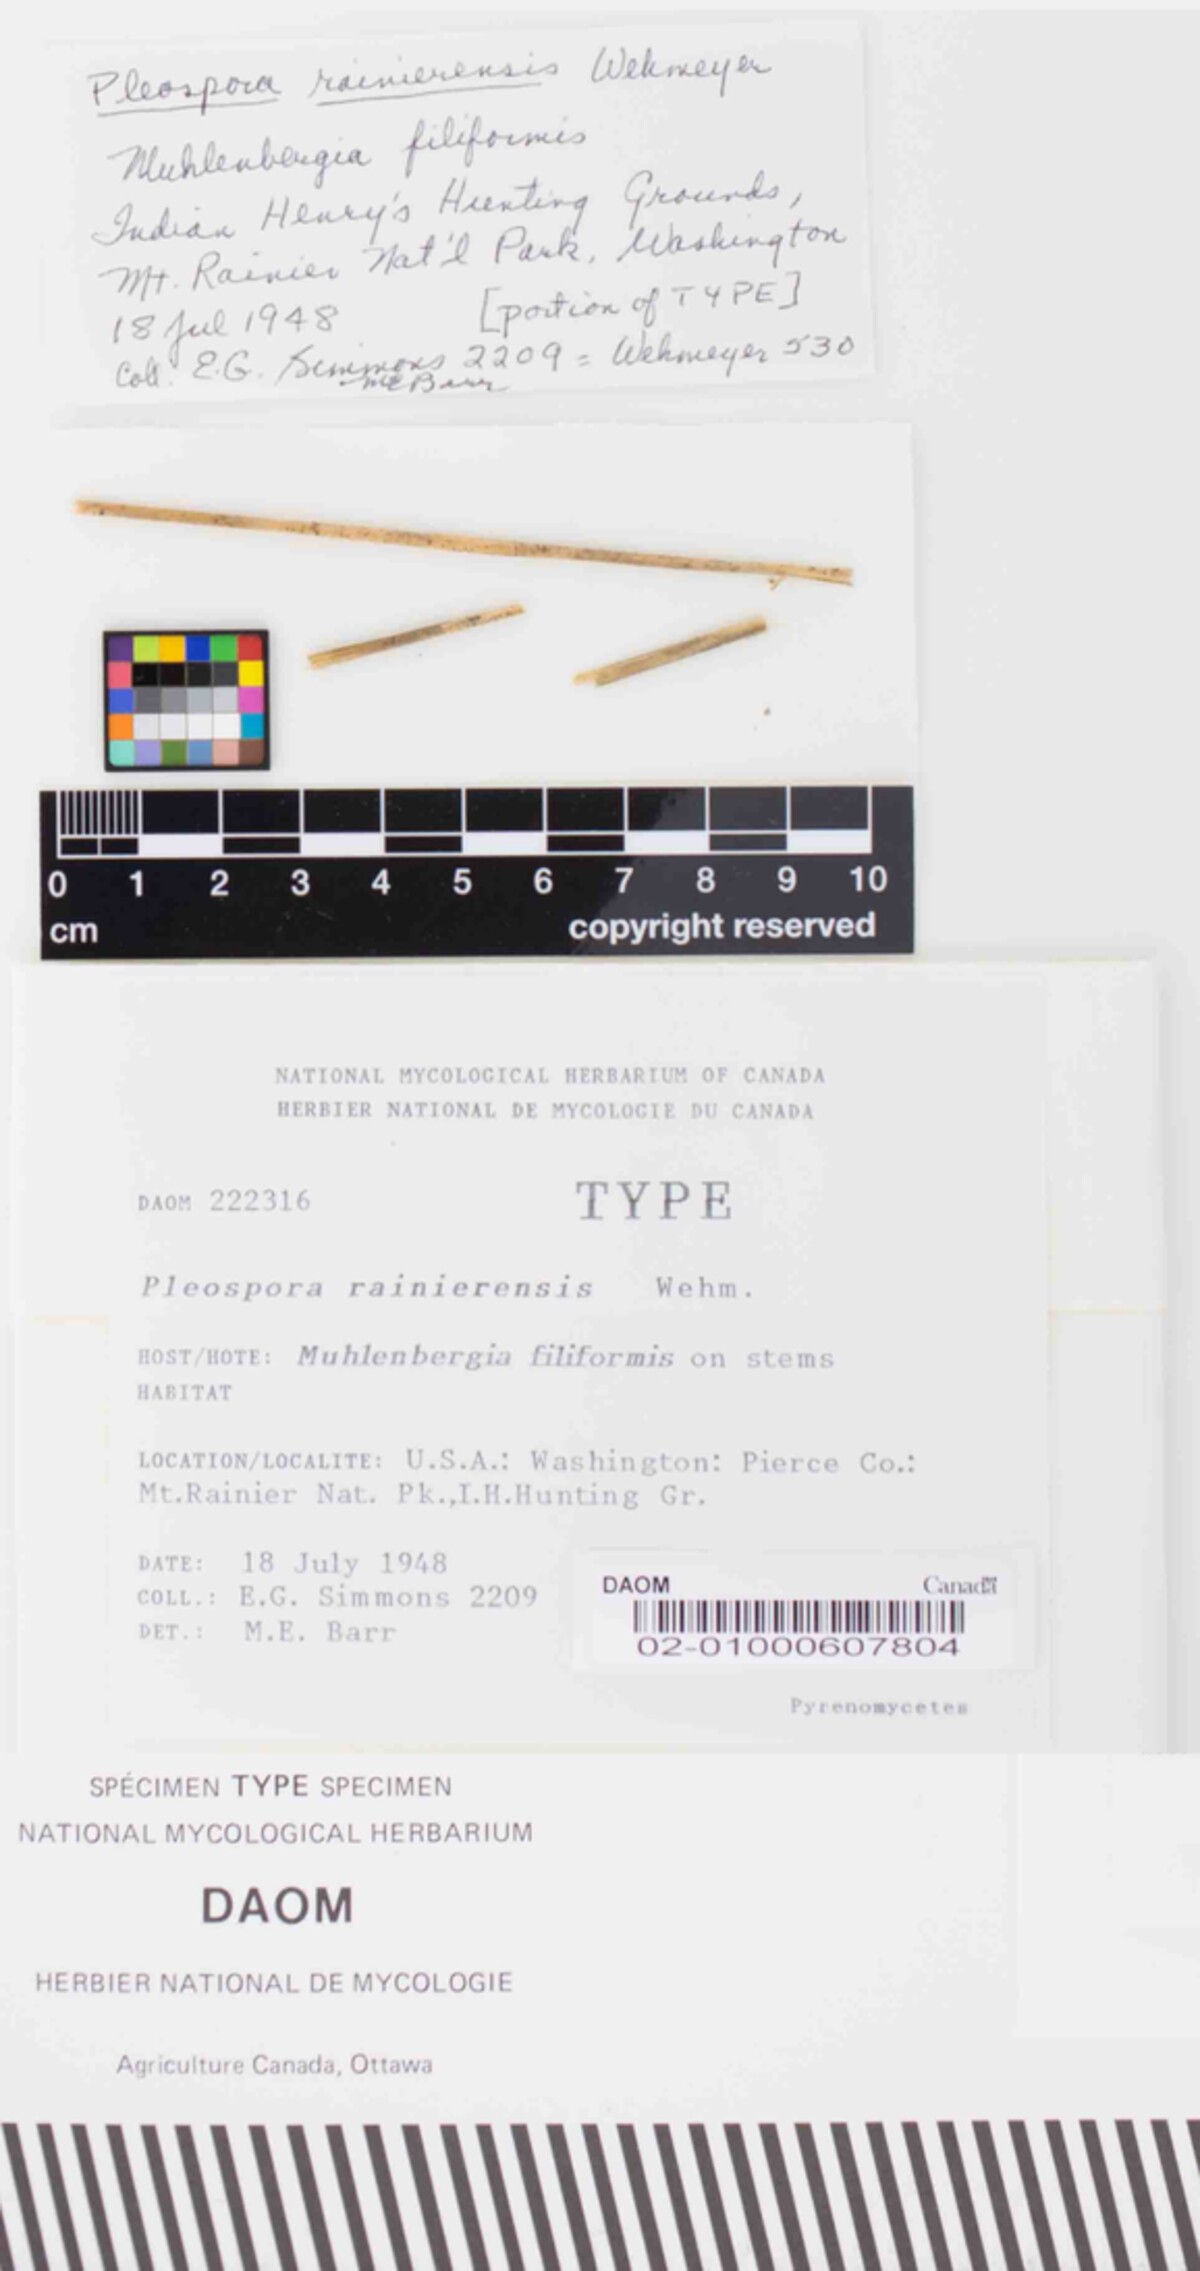 Pleospora rainierensis Wehmeyer
Muhlenbergia filiformis
Indian Henry's Hunting Grounds,
Mt. Rainier Nat'l Park, Washington
18 Jul 1948 [portion of TYPE]
Coll. E.G. Simmons 2209 = Wehmeyer 530
ME Barr
0 1 2 3 4 5 6 7 8 9 10
cm copyright reserved
NATIONAL MYCOLOGICAL HERBARIUM OF CANADA
HERBIER NATIONAL DE MYCOLOGIE DU CANADA
DAOM 222316 TYPE
Pleospora rainierensis Wehm.
HOST/HOTE: Muhlenbergia filiformis on stems
HABITAT
LOCATION/LOCALITE: U.S.A.: Washington: Pierce Co.:
Mt.Rainier Nat. Pk.,I.H.Hunting Gr.
DATE: 18 July 1948
COLL.: E.G. Simmons 2209
DET.: M.E. Barr
DAOM Canada
02-01000607804
Pyrenomycetes
SPÉCIMEN TYPE SPECIMEN
NATIONAL MYCOLOGICAL HERBARIUM
DAOM
HERBIER NATIONAL DE MYCOLOGIE
Agriculture Canada, Ottawa